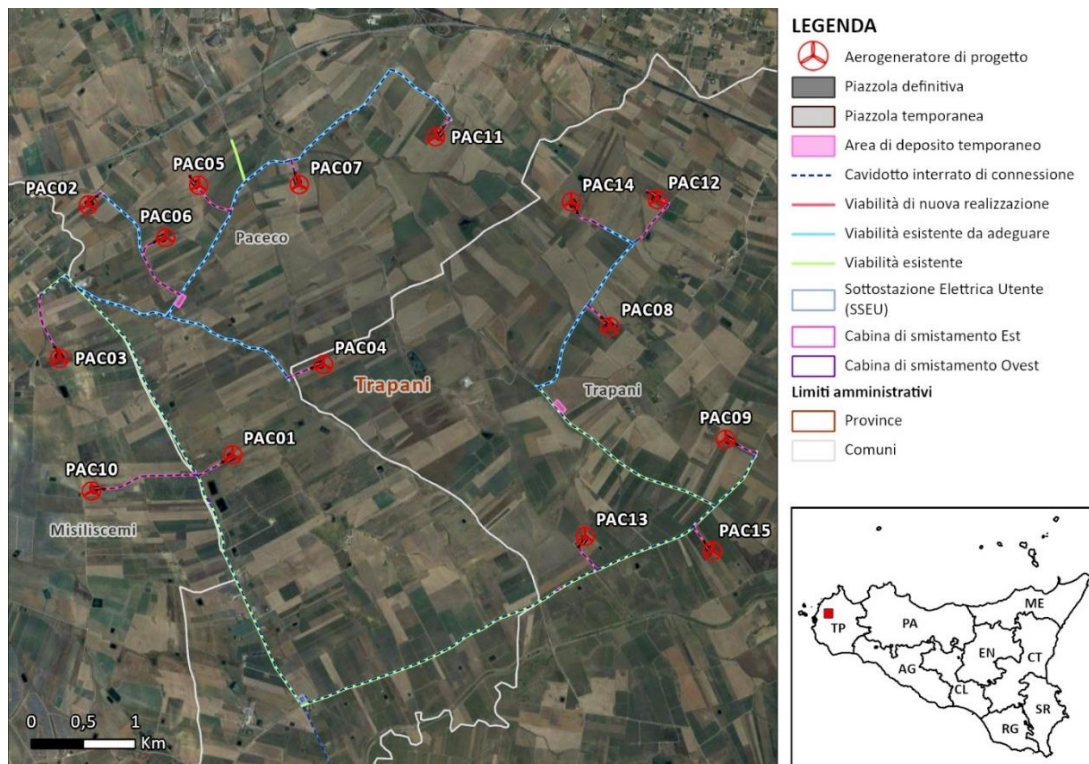 PAC11
PAC05
PAC07
PAC02
PAC14
PAC12
PAC06
Paceco
PAC08
PAC03
PAC04
Trapani
Trapani
PAC09
PAC01
PAC10
Misiliscemi
PAC13
PAC15
0 0,5 1
Km
LEGENDA
Aerogeneratore di progetto
Piazzola definitiva
Piazzola temporanea
Area di deposito temporaneo
Cavidotto interrato di connessione
Viabilità di nuova realizzazione
Viabilità esistente da adeguare
Viabilità esistente
Sottostazione Elettrica Utente
(SSEU)
Cabina di smistamento Est
Cabina di smistamento Ovest
Limiti amministrativi
Province
Comuni
ME
TP
PA
EN
CT
AG
CL
SR
RG